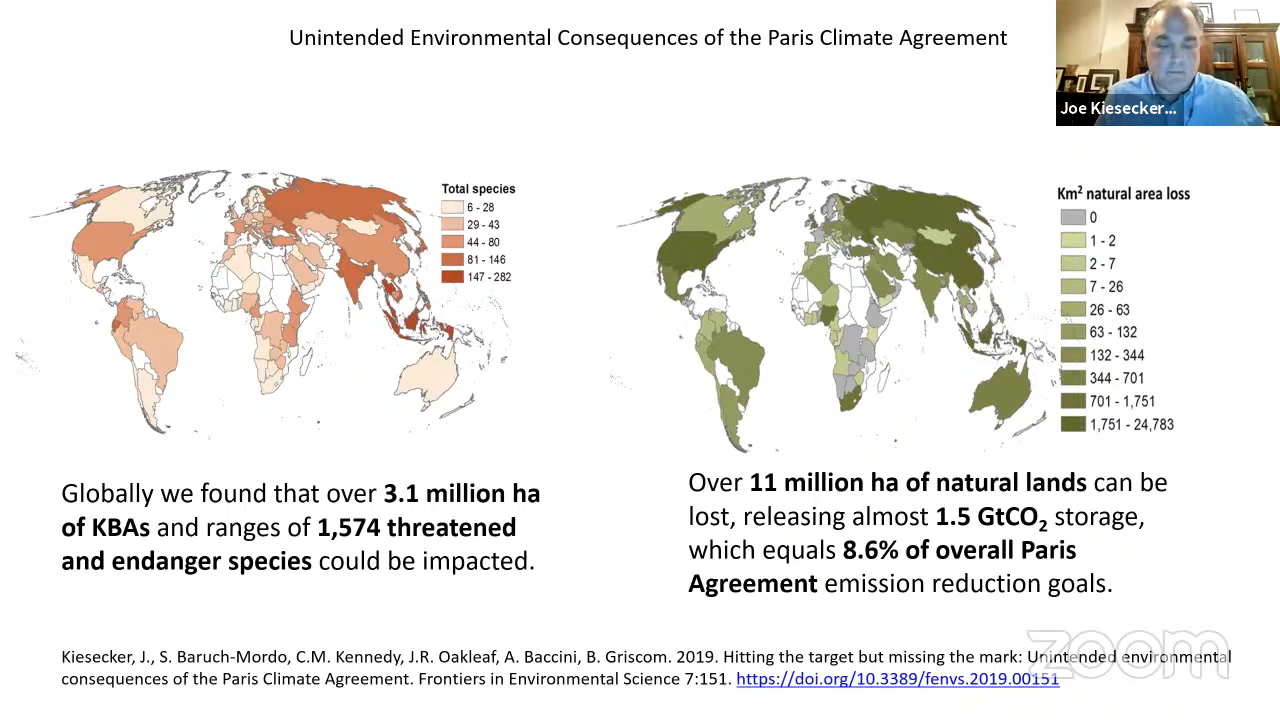 Unintended Environmental Consequences of the Paris Climate Agreement
Joe Kiesecker...
Total species
6 - 28
29 - 43
44 - 80
81 - 146
147 - 282
Km² natural area loss
0
1 - 2
2 - 7
7 - 26
26 - 63
63 - 132
132 - 344
344 - 701
701 - 1,751
1,751 - 24,783
Globally we found that over 3.1 million ha
of KBAs and ranges of 1,574 threatened
and endanger species could be impacted.
Over 11 million ha of natural lands can be
lost, releasing almost 1.5 GtCO₂ storage,
which equals 8.6% of overall Paris
Agreement emission reduction goals.
zoom
Kiesecker, J., S. Baruch-Mordo, C.M. Kennedy, J.R. Oakleaf, A. Baccini, B. Griscom. 2019. Hitting the target but missing the mark: Unintended environmental
consequences of the Paris Climate Agreement. Frontiers in Environmental Science 7:151. https://doi.org/10.3389/fenvs.2019.00151